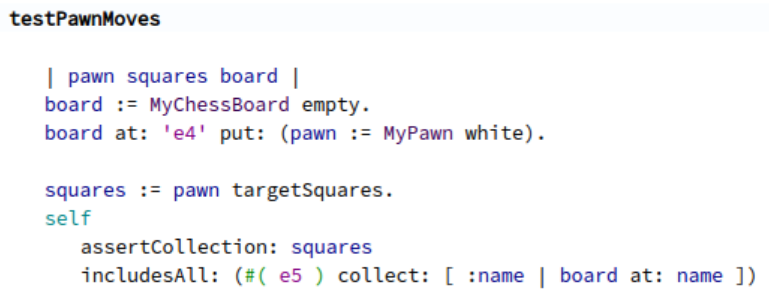 testPawnMoves
| pawn squares board |
board := MyChessBoard empty.
board at: 'e4' put: (pawn := MyPawn white).
squares := pawn targetSquares.
self
assertCollection: squares
includesAll: (#( e5 ) collect: [ :name | board at: name ])